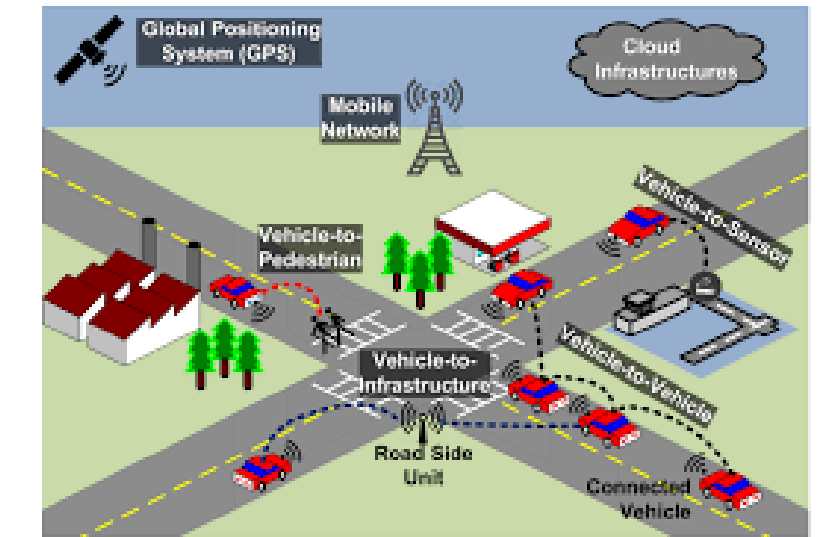 Global Positioning
System (GPS)
Cloud
Infrastructures
Mobile
Network
Vehicle-to-Sensor
Vehicle-to-
Pedestrian
Vehicle-to-Vehicle
Vehicle-to-
Infrastructure
Road Side
Unit
Connected
Vehicle